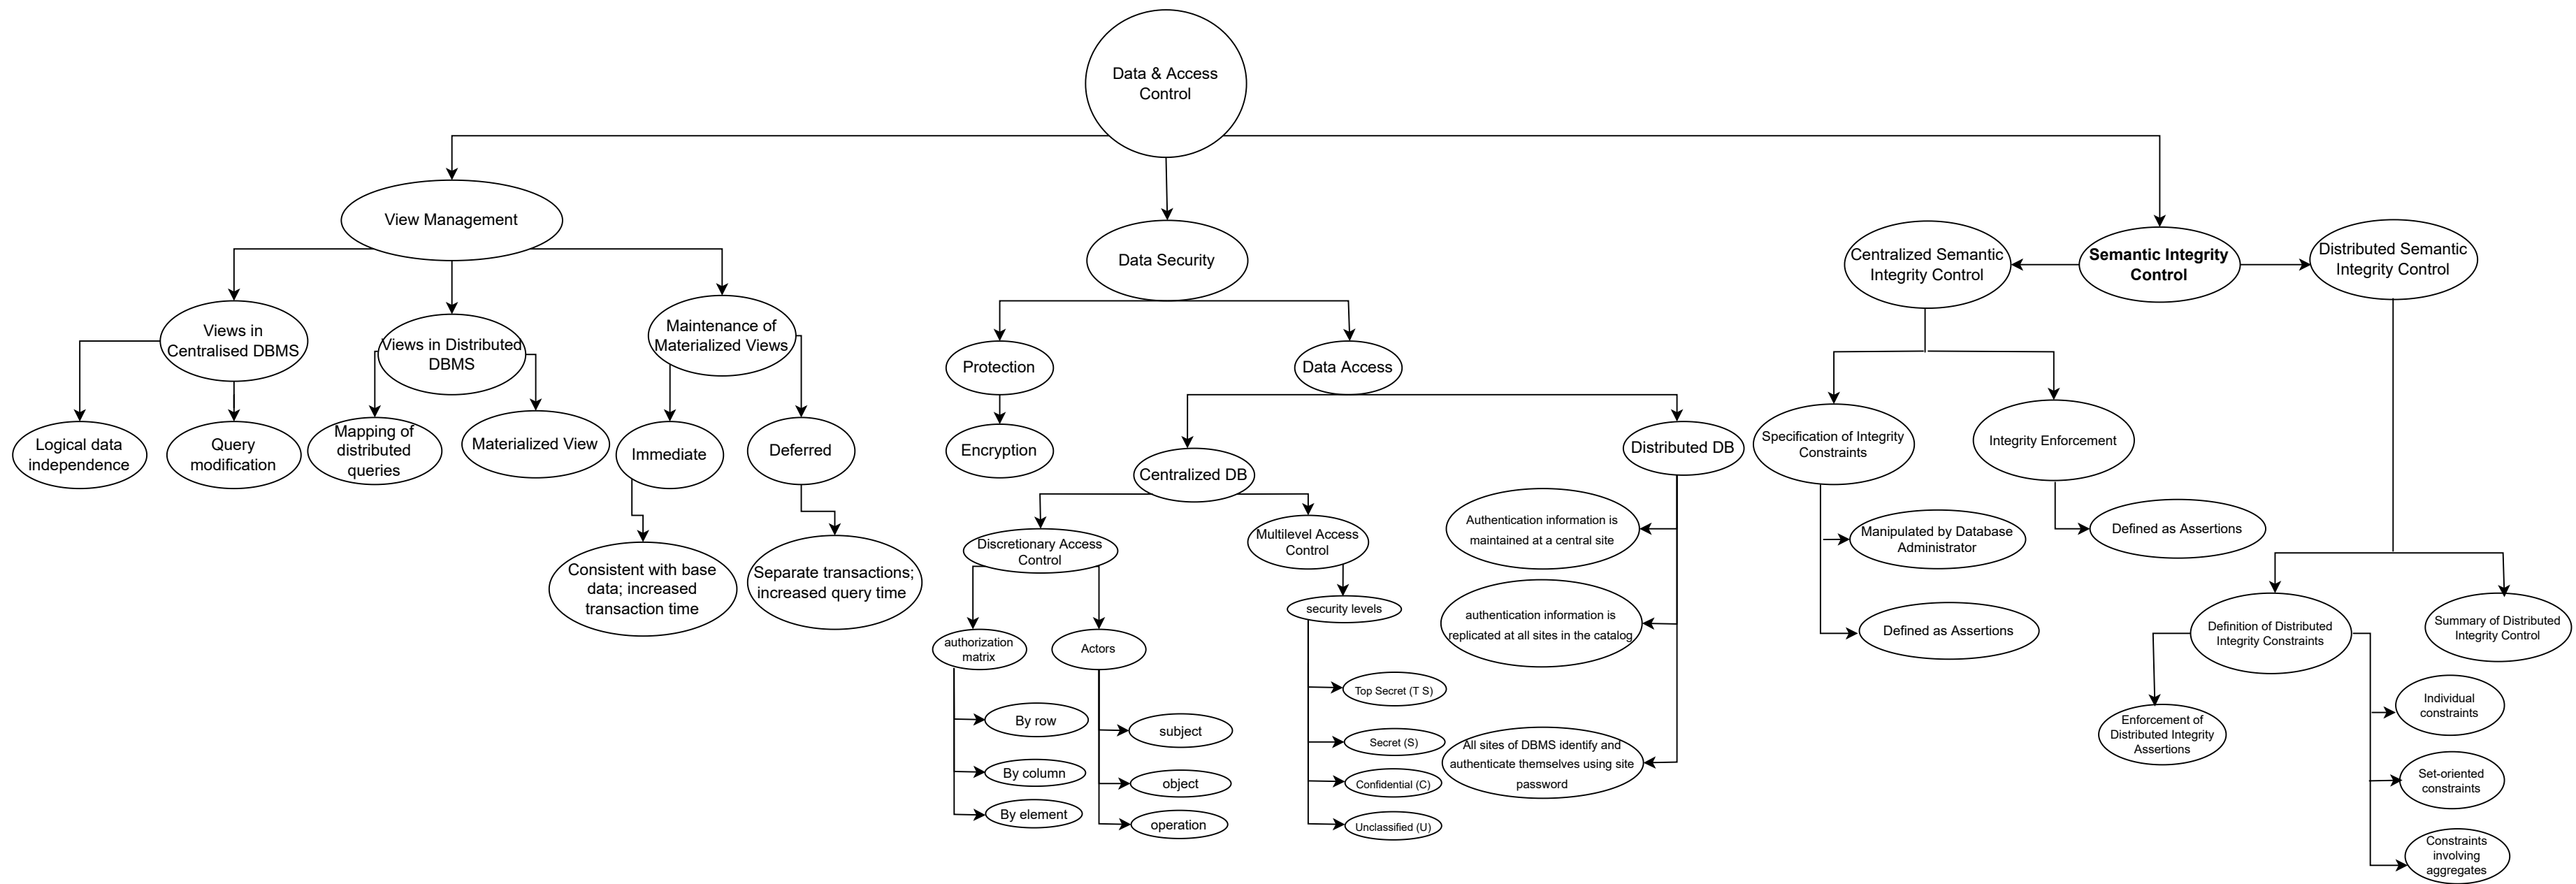 Data & Access
Control
View Management
Data Security
Centralized Semantic
Integrity Control
Semantic Integrity
Control
Distributed Semantic
Integrity Control
Views in
Centralised DBMS
Views in Distributed
DBMS
Maintenance of
Materialized Views
Protection
Data Access
Logical data
independence
Query
modification
Mapping of
distributed
queries
Materialized View
Immediate
Deferred
Encryption
Centralized DB
Distributed DB
Specification of Integrity
Constraints
Integrity Enforcement
Consistent with base
data; increased
transaction time
Separate transactions;
increased query time
Discretionary Access
Control
Multilevel Access
Control
Authentication information is
maintained at a central site
Manipulated by Database
Administrator
Defined as Assertions
authorization
matrix
Actors
security levels
authentication information is
replicated at all sites in the catalog
Defined as Assertions
Definition of Distributed
Integrity Constraints
Summary of Distributed
Integrity Control
By row
By column
By element
subject
object
operation
Top Secret (T S)
Secret (S)
Confidential (C)
Unclassified (U)
All sites of DBMS identify and
authenticate themselves using site
password
Enforcement of
Distributed Integrity
Assertions
Individual
constraints
Set-oriented
constraints
Constraints
involving
aggregates